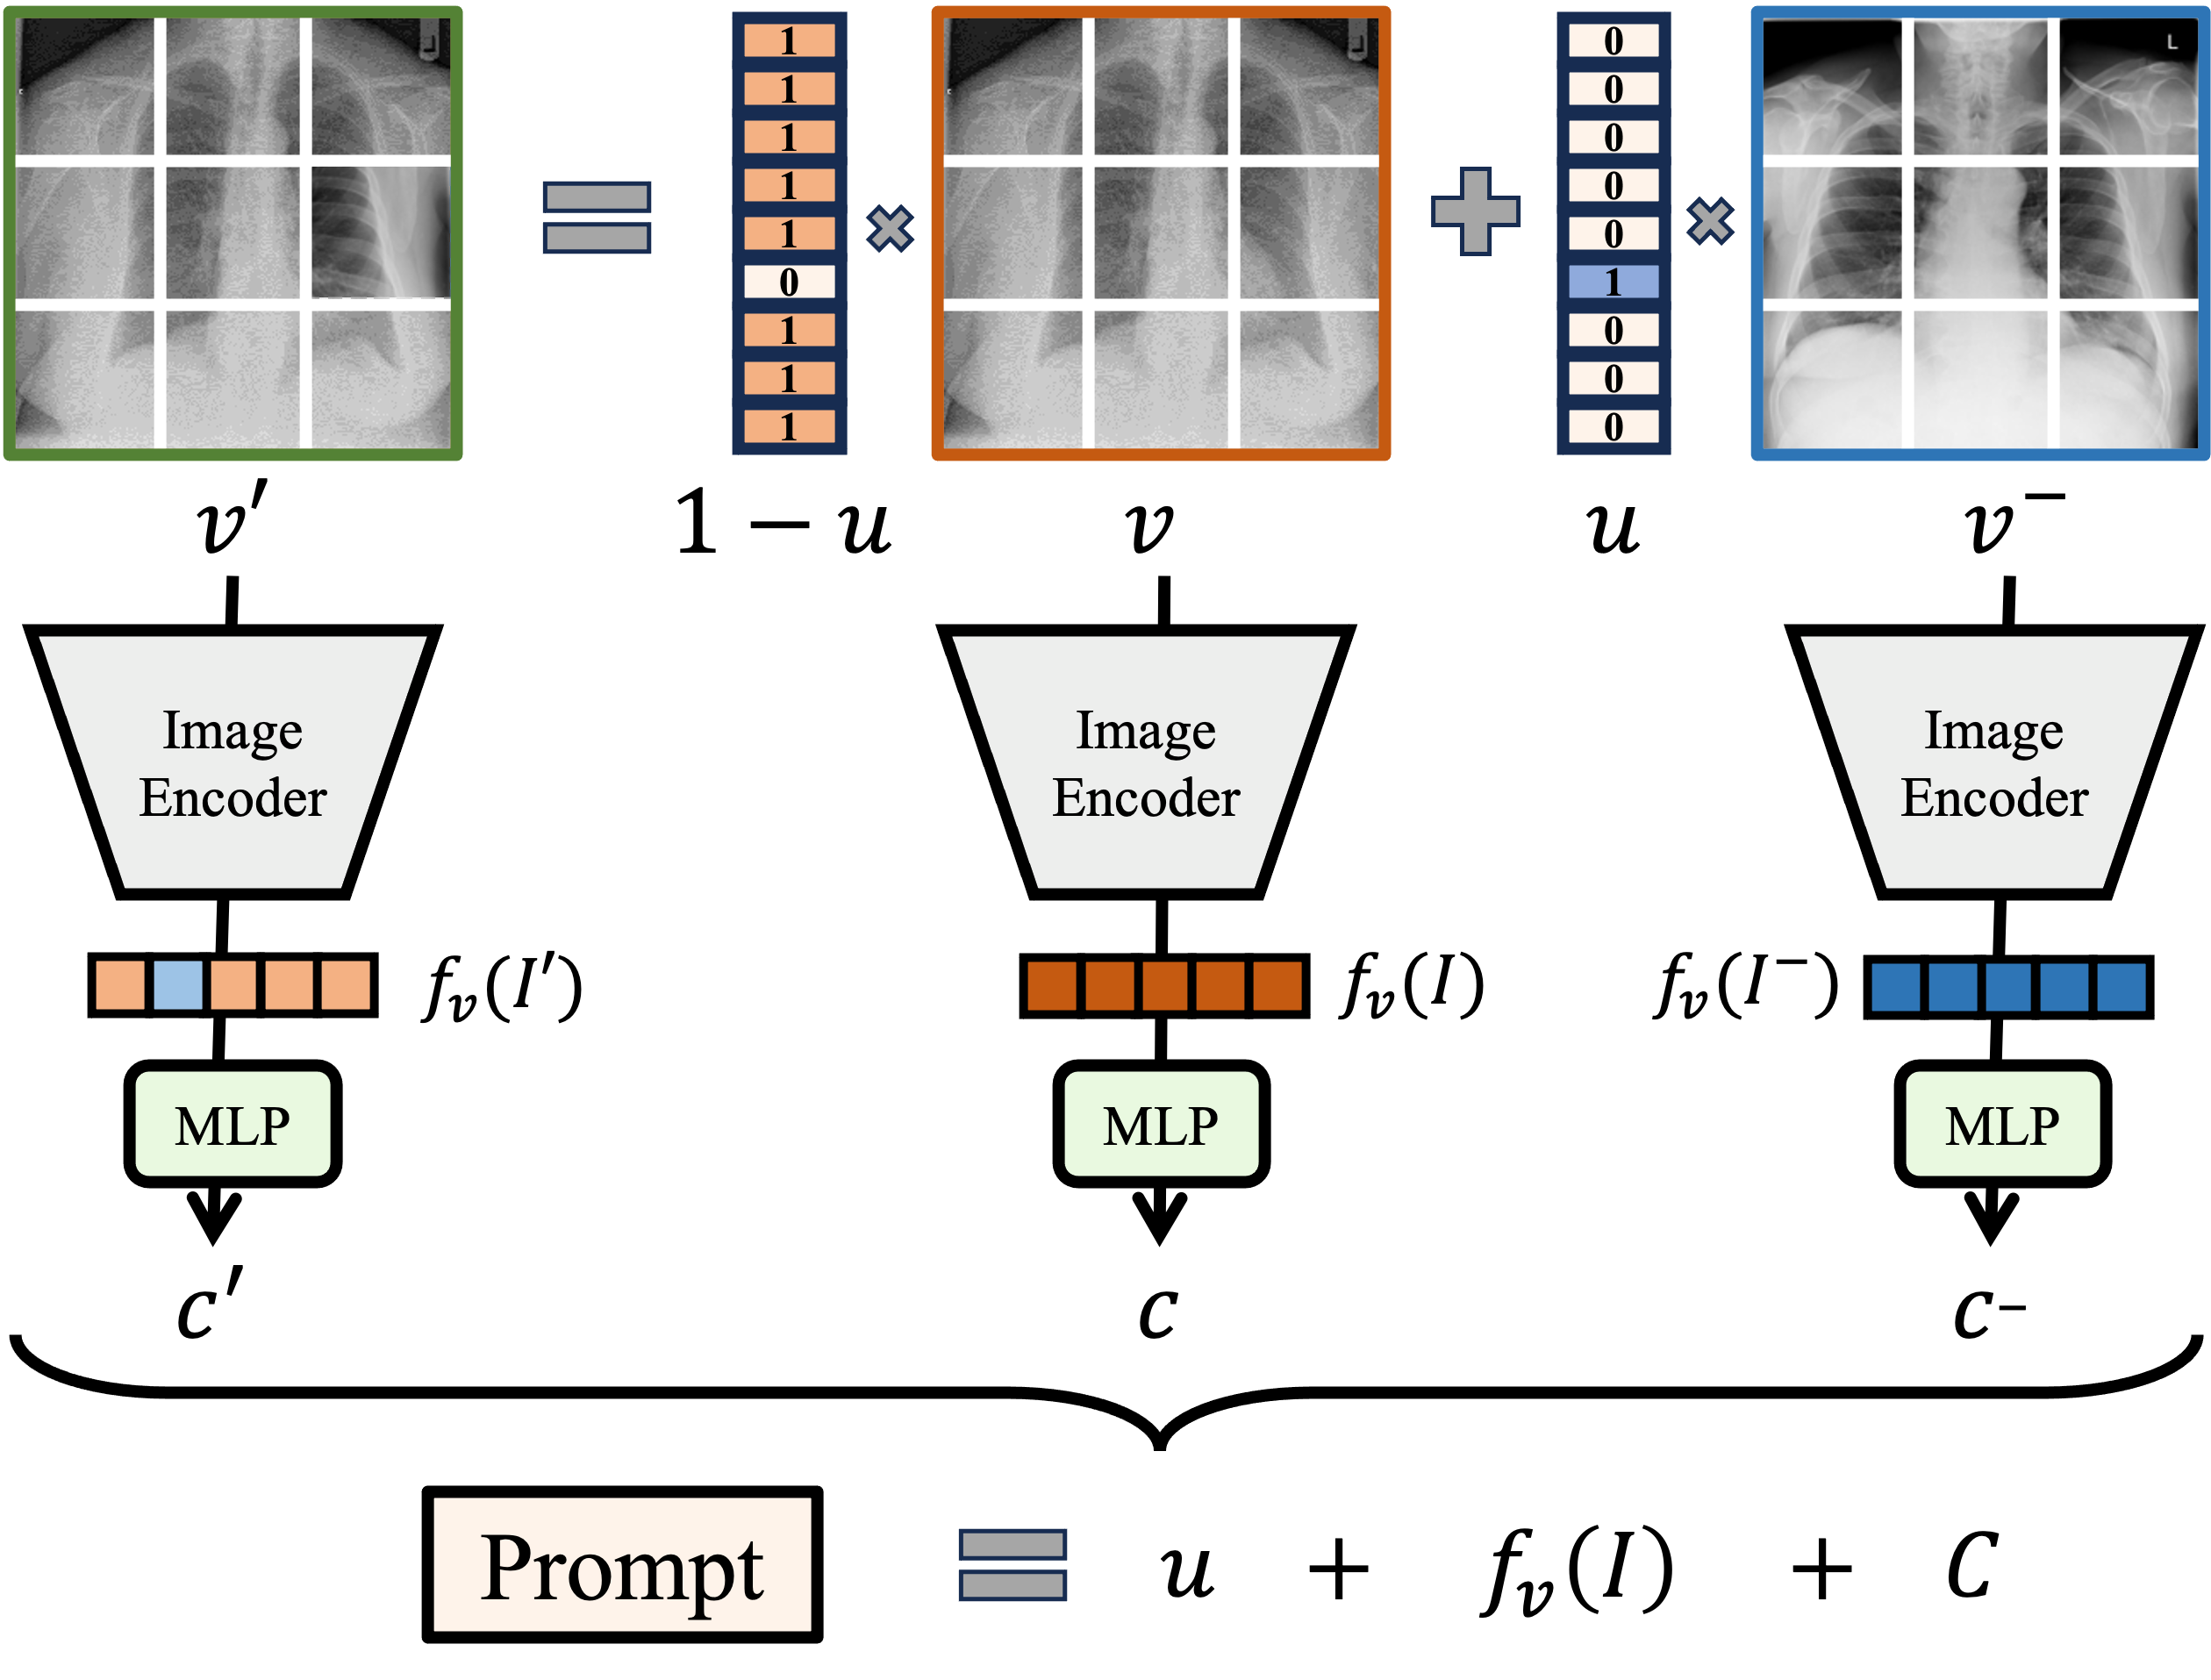 L
1
1
1
1
1
0
1
1
1
L
0
0
0
0
0
1
0
0
0
L
v′
1 − u
v
u
v⁻
Image
Encoder
Image
Encoder
Image
Encoder
f_v(I′)
f_v(I)
f_v(I⁻)
MLP
MLP
MLP
c′
c
c⁻
Prompt = u + f_v(I) + C